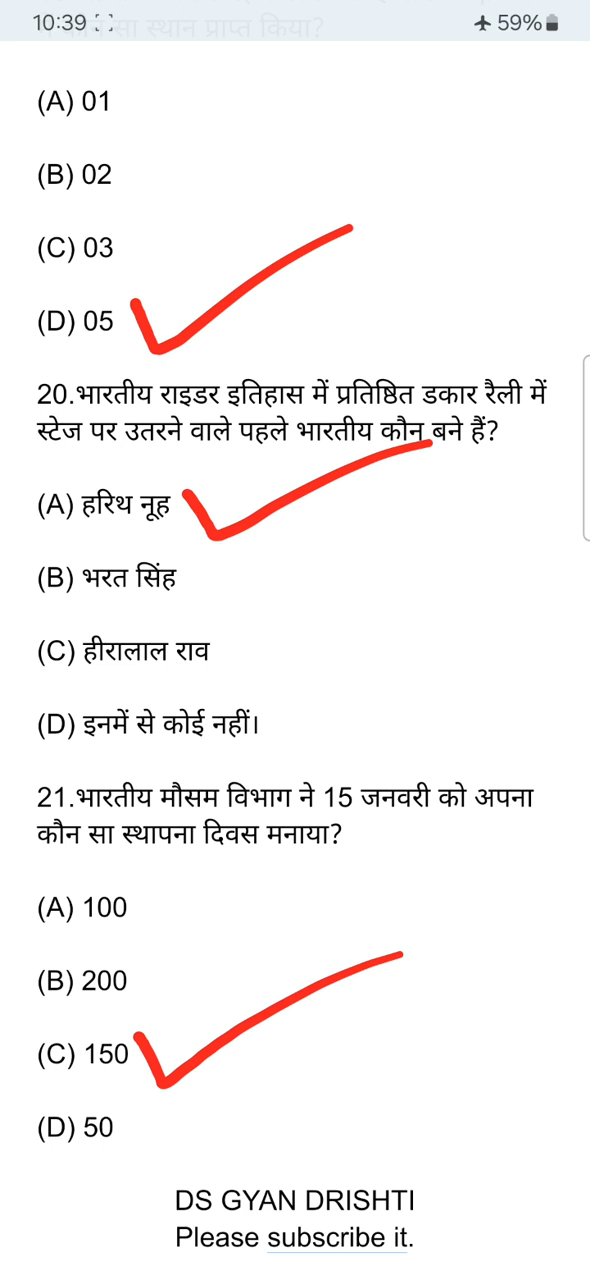 10:39
59%
सा स्थान प्राप्त किया?
(A) 01
(B) 02
(C) 03
(D) 05
20.भारतीय राइडर इतिहास में प्रतिष्ठित डकार रैली में
स्टेज पर उतरने वाले पहले भारतीय कौन बने हैं?
(A) हरिथ नूह
(B) भरत सिंह
(C) हीरालाल राव
(D) इनमें से कोई नहीं।
21.भारतीय मौसम विभाग ने 15 जनवरी को अपना
कौन सा स्थापना दिवस मनाया?
(A) 100
(B) 200
(C) 150
(D) 50
DS GYAN DRISHTI
Please subscribe it.